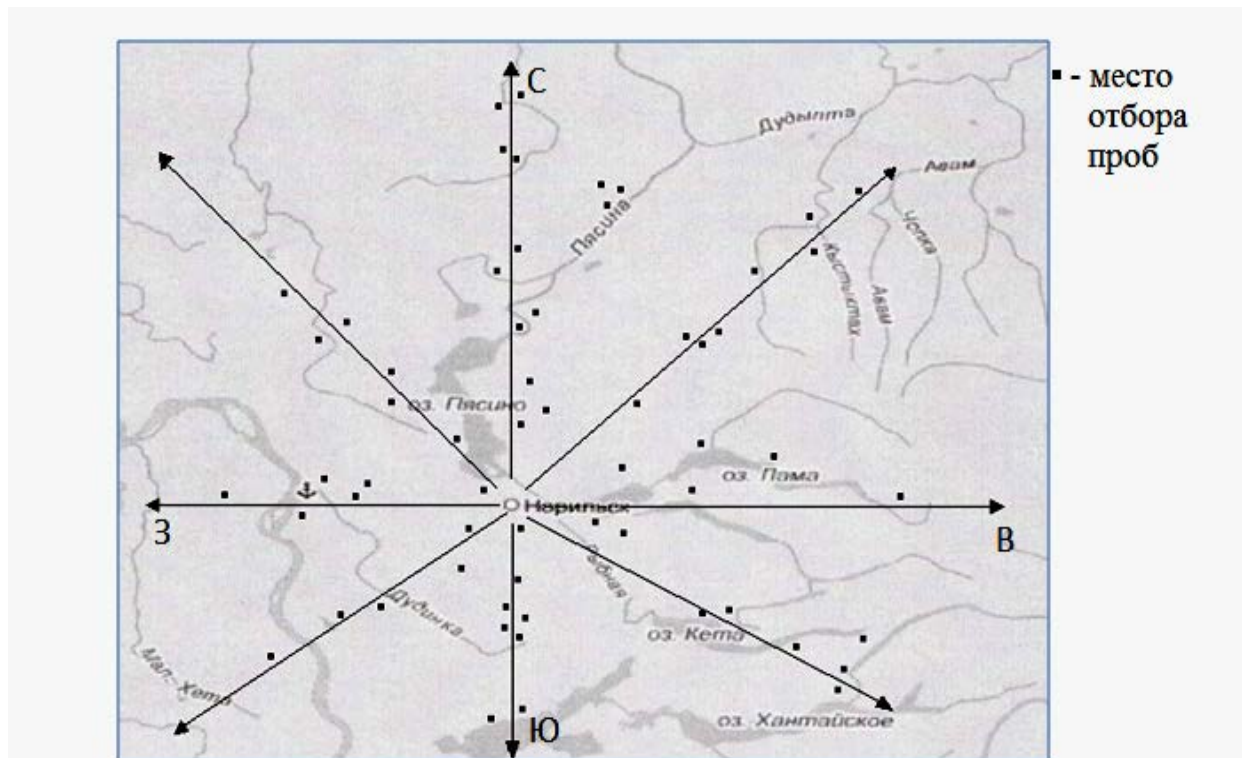 С
■ - место
отбора
проб
Дудыпта
Авам
Пясина
Чопка
Кыстыктах
Авам
оз. Пясино
оз. Лама
З
Норильск
В
Рыбная
Дудинка
оз. Кета
Мал. Хета
оз. Хантайское
Ю